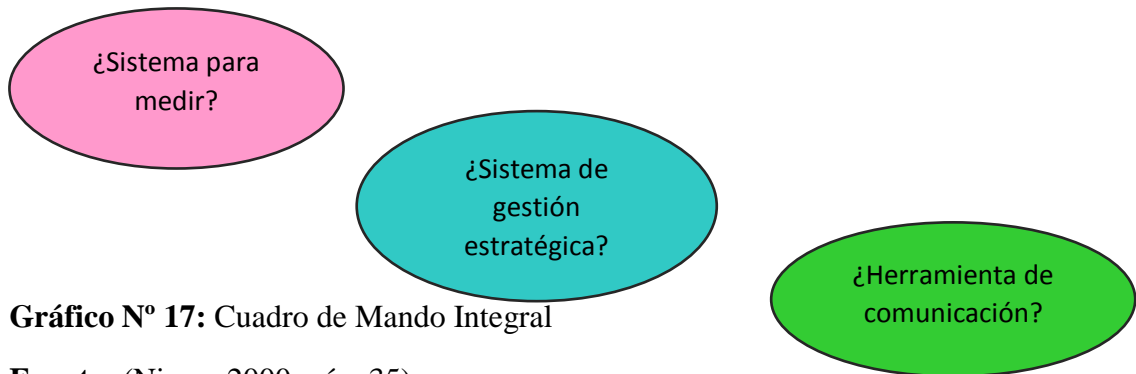 ¿Sistema para
medir?
¿Sistema de
gestión
estratégica?
¿Herramienta de
comunicación?
Gráfico Nº 17: Cuadro de Mando Integral